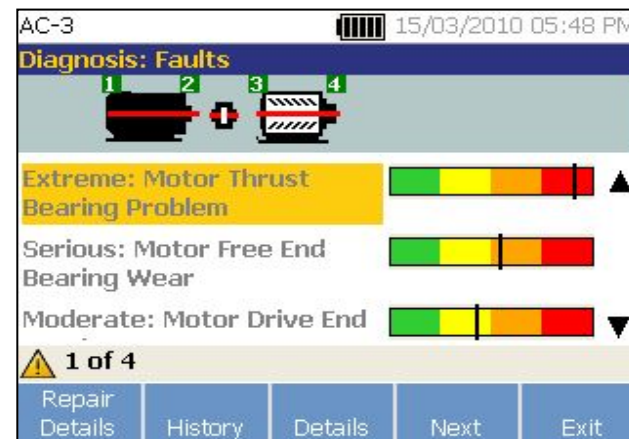 AC-3 15/03/2010 05:48 PM
Diagnosis: Faults
1 2 3 4
Extreme: Motor Thrust
Bearing Problem
Serious: Motor Free End
Bearing Wear
Moderate: Motor Drive End
1 of 4
Repair
Details History Details Next Exit